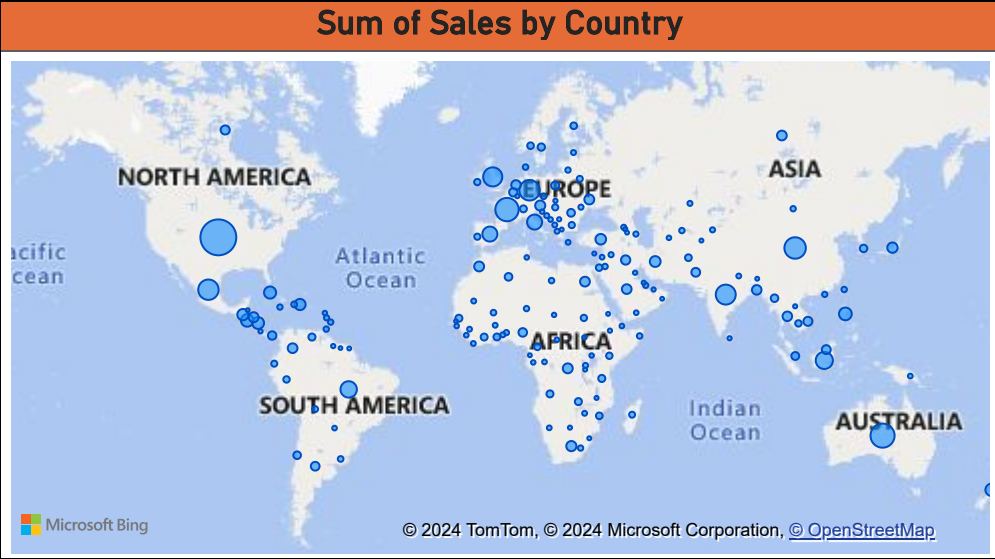 Sum of Sales by Country
NORTH AMERICA
EUROPE
ASIA
acific
cean
Atlantic
Ocean
AFRICA
SOUTH AMERICA
Indian
Ocean
AUSTRALIA
Microsoft Bing
© 2024 TomTom, © 2024 Microsoft Corporation, © OpenStreetMap